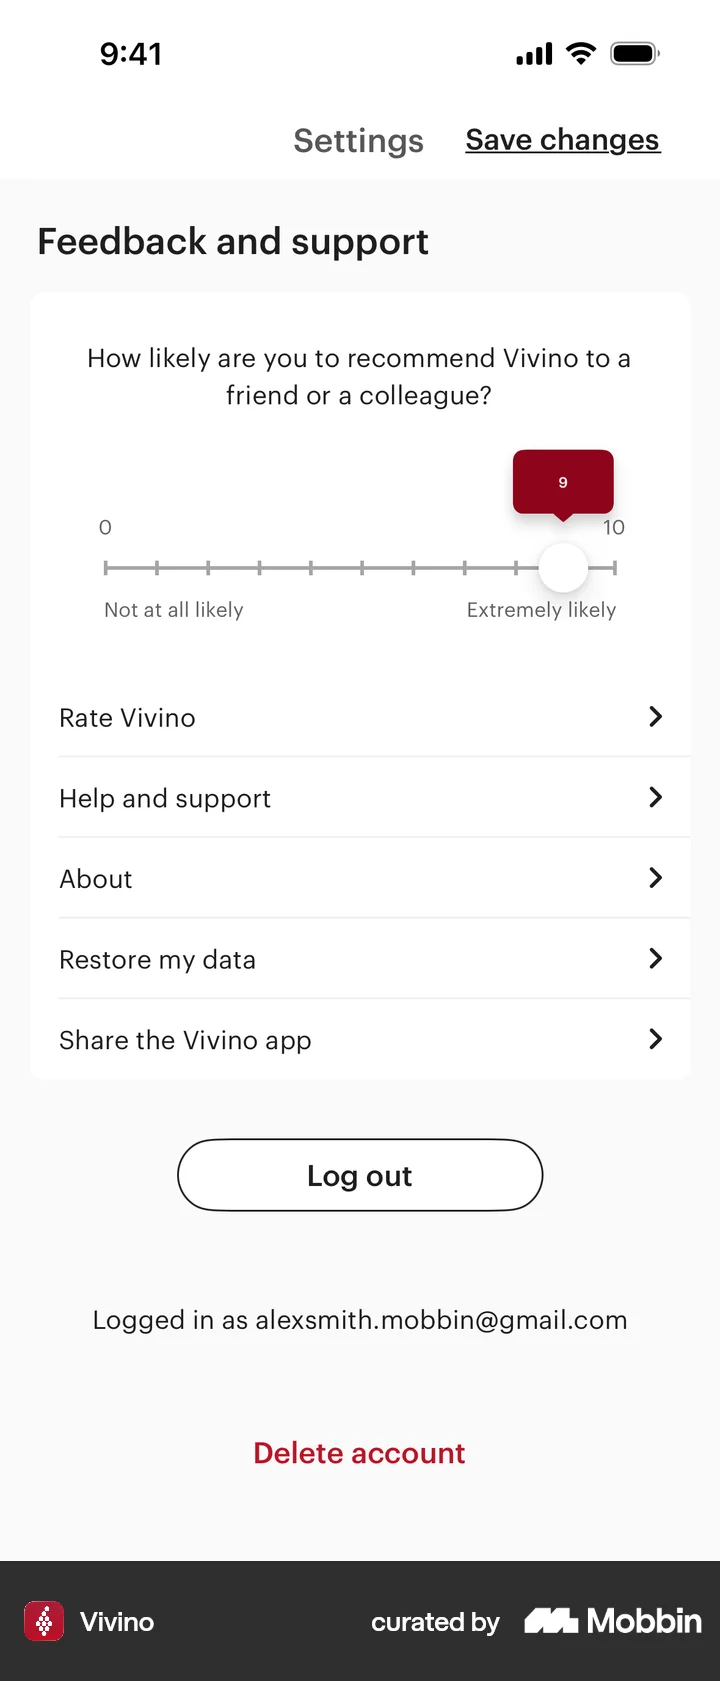 9:41
Settings
Save changes
Feedback and support
How likely are you to recommend Vivino to a
friend or a colleague?
9
0
10
Not at all likely
Extremely likely
Rate Vivino
Help and support
About
Restore my data
Share the Vivino app
Log out
Logged in as alexsmith.mobbin@gmail.com
Delete account
Vivino
curated by
Mobbin